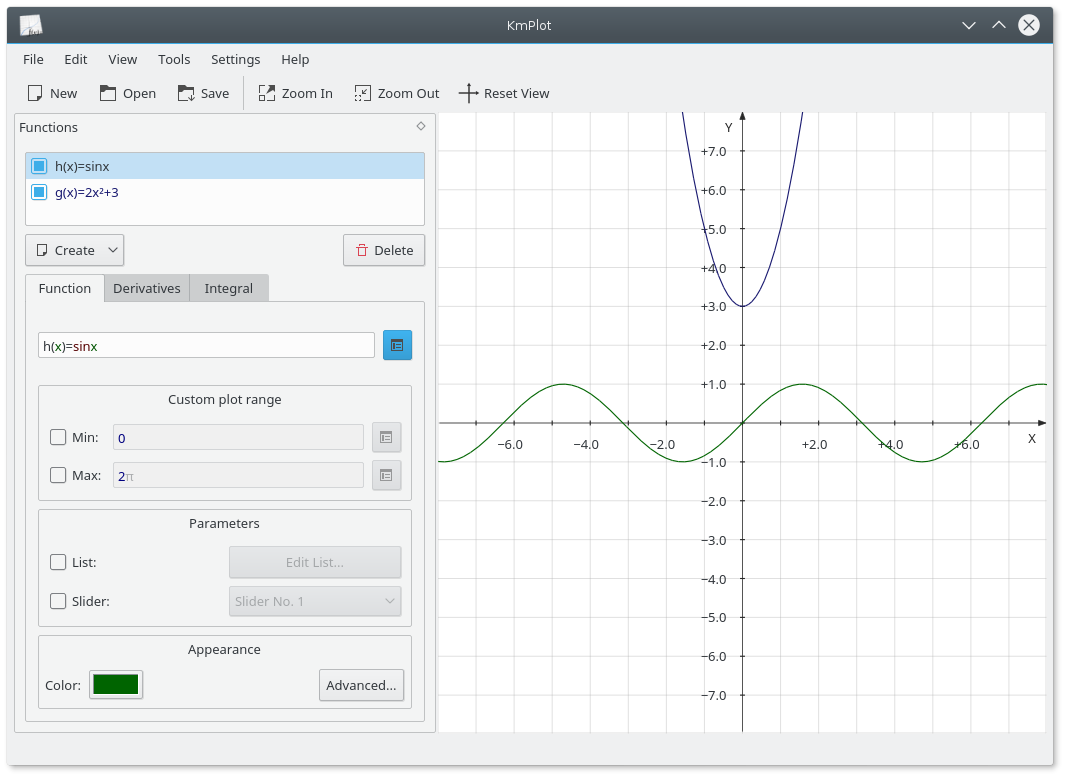 KmPlot
File Edit View Tools Settings Help
New Open Save Zoom In Zoom Out Reset View
Functions
h(x)=sinx
g(x)=2x²+3
Create Delete
Function Derivatives Integral
h(x)=sinx
Custom plot range
Min: 0
Max: 2π
Parameters
List: Edit List...
Slider: Slider No. 1
Appearance
Color: Advanced...
Y
+7.0
+6.0
+5.0
+4.0
+3.0
+2.0
+1.0
−6.0 −4.0 −2.0 +2.0 +4.0 +6.0 X
−1.0
−2.0
−3.0
−4.0
−5.0
−6.0
−7.0